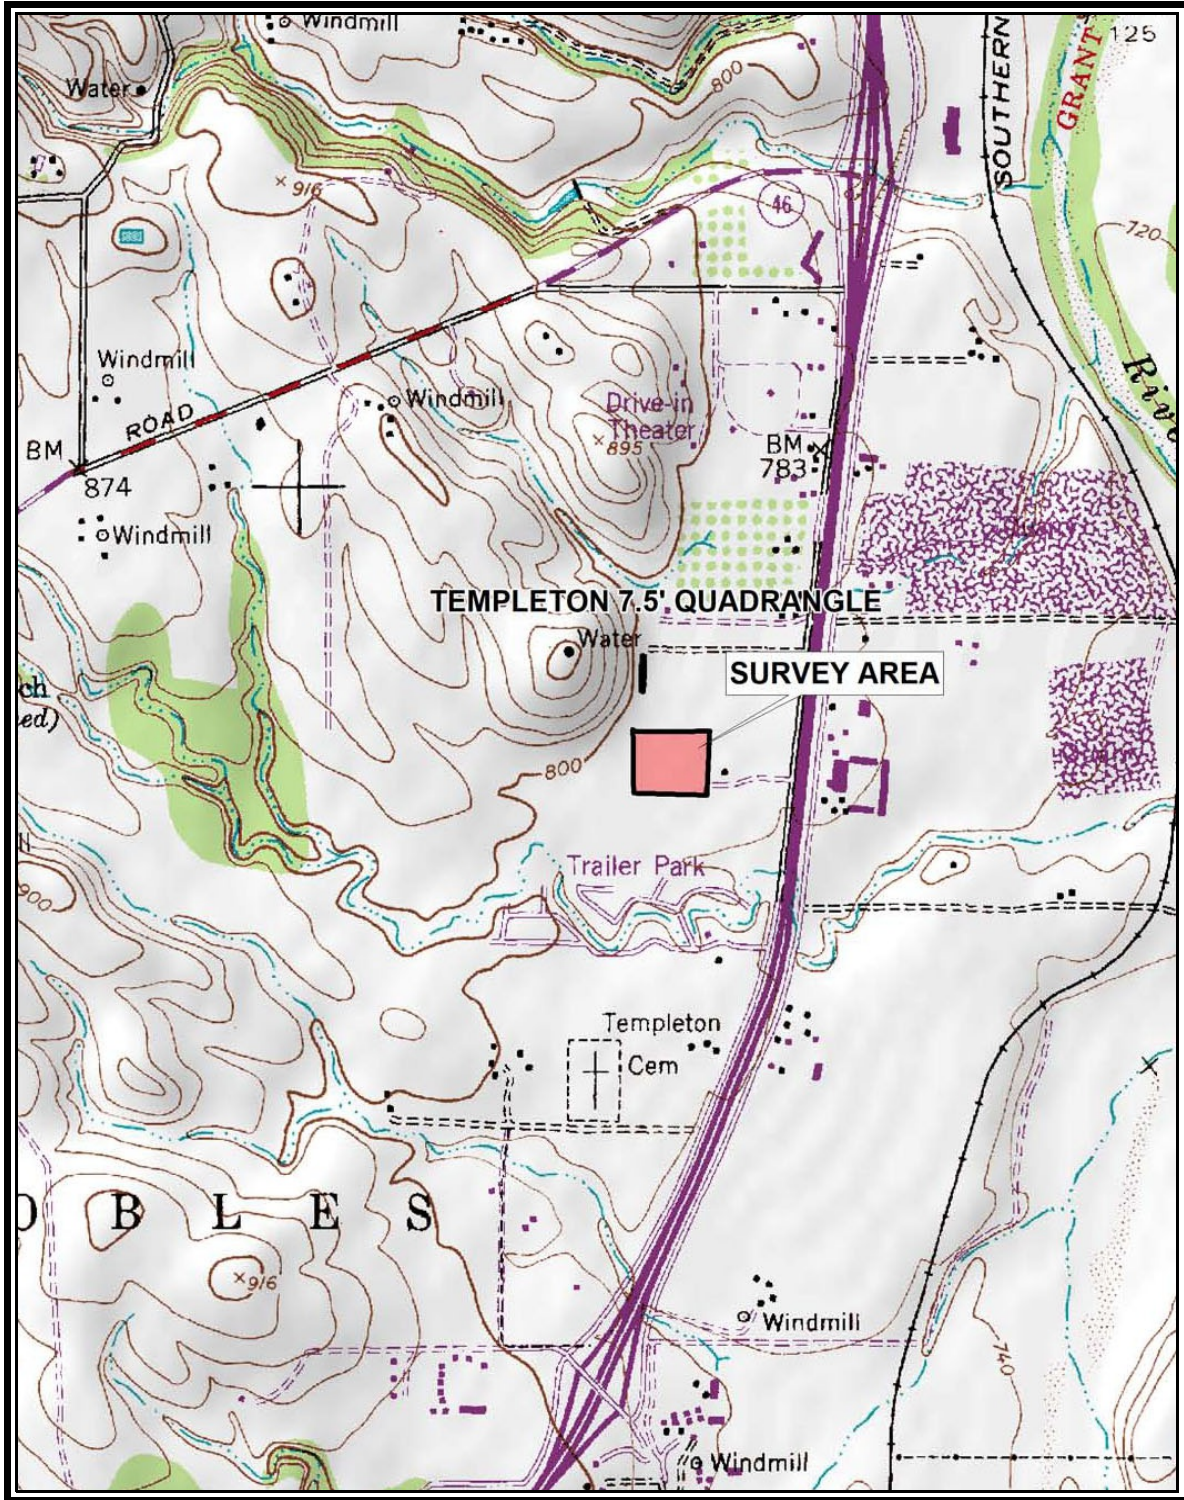 Windmill
125
SOUTHERN
GRANT
800
Water
916
46
720
Windmill
ROAD
Windmill
Drive-in
Theater
895
BM
874
BM
783
Windmill
Quarry
TEMPLETON 7.5' QUADRANGLE
Water
SURVEY AREA
ch
ed)
800
900
Trailer Park
Templeton
Cem
B L E S
916
Windmill
740
Windmill